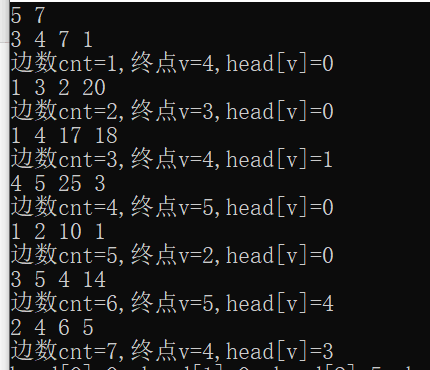 5 7
3 4 7 1
边数cnt=1,终点v=4,head[v]=0
1 3 2 20
边数cnt=2,终点v=3,head[v]=0
1 4 17 18
边数cnt=3,终点v=4,head[v]=1
4 5 25 3
边数cnt=4,终点v=5,head[v]=0
1 2 10 1
边数cnt=5,终点v=2,head[v]=0
3 5 4 14
边数cnt=6,终点v=5,head[v]=4
2 4 6 5
边数cnt=7,终点v=4,head[v]=3